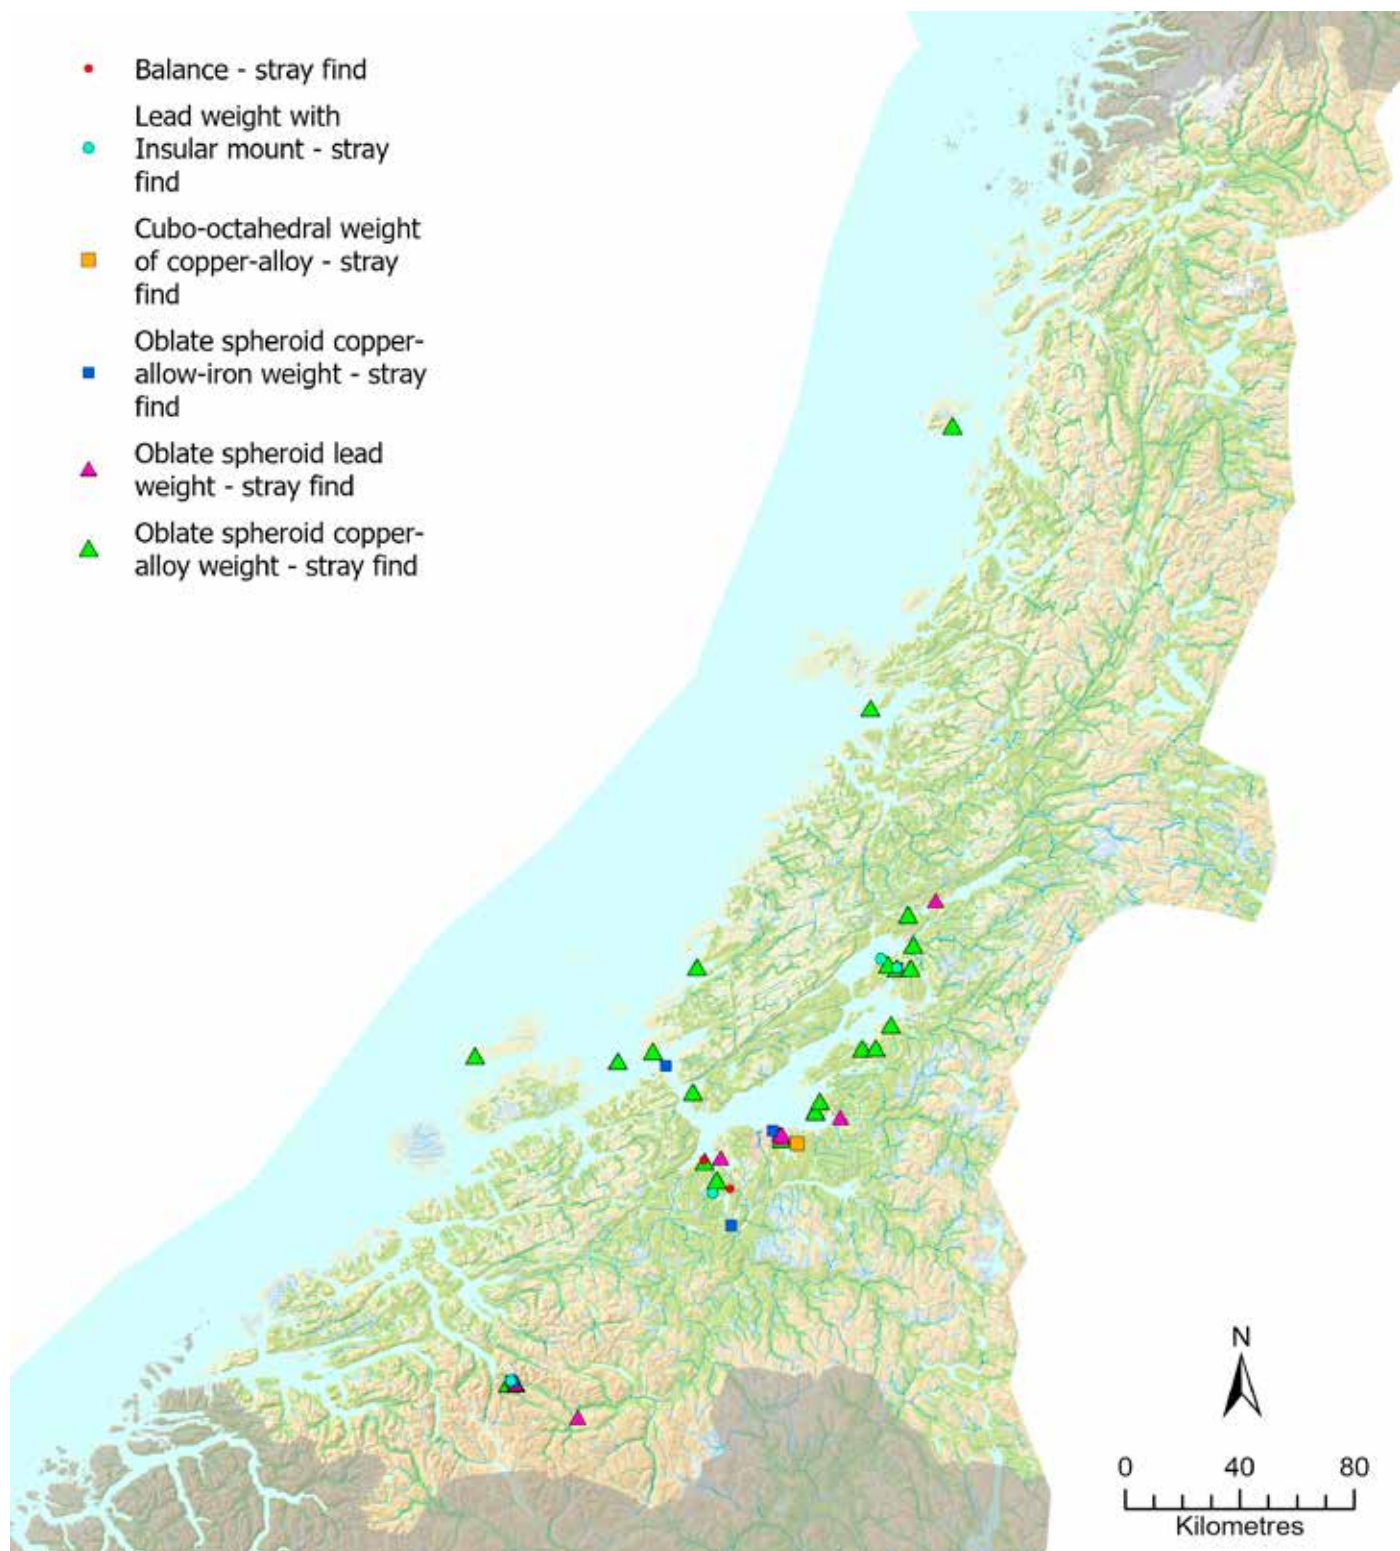 Balance - stray find
Lead weight with
Insular mount - stray
find
Cubo-octahedral weight
of copper-alloy - stray
find
Oblate spheroid copper-
allow-iron weight - stray
find
Oblate spheroid lead
weight - stray find
Oblate spheroid copper-
alloy weight - stray find
N
0 40 80
Kilometres